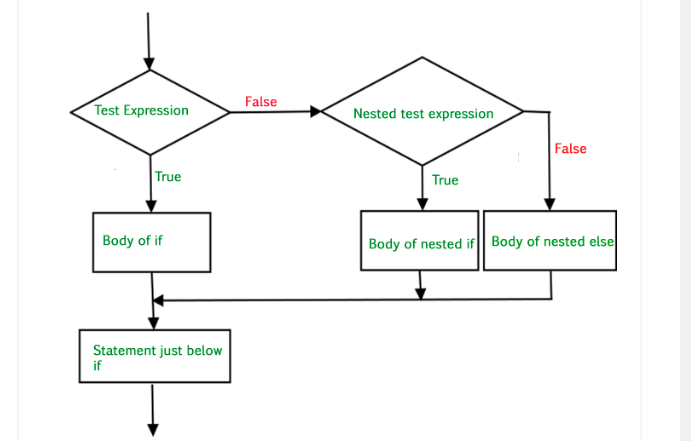 Test Expression
False
Nested test expression
False
True
True
Body of if
Body of nested if
Body of nested else
Statement just below
if